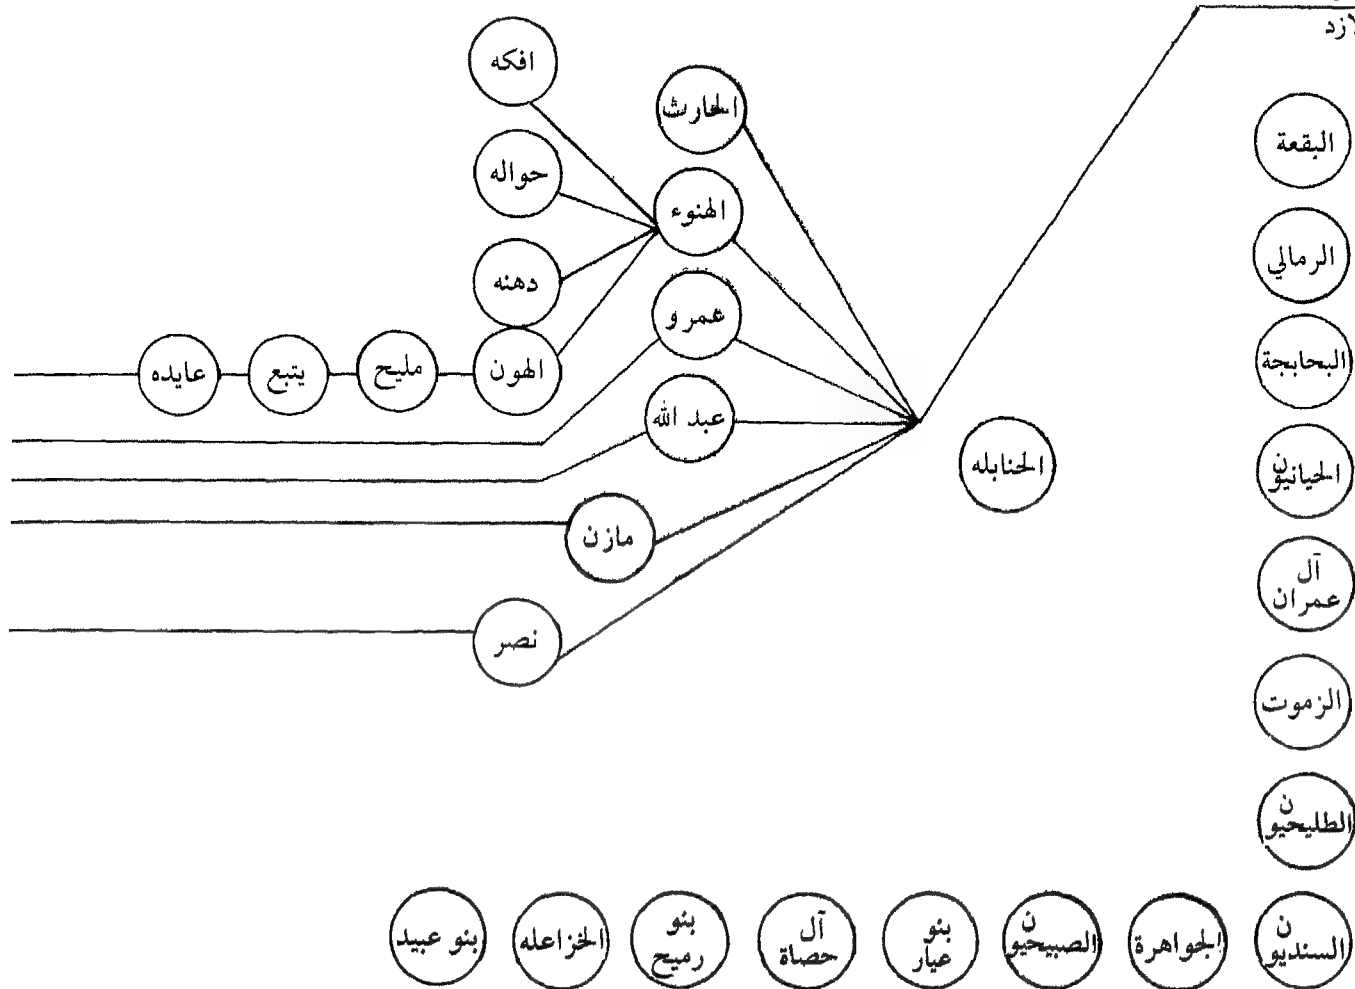 البقعة
الرمالي
البحابجة
الحيانيون
آل
عمران
الزموت
الطليحيون
السنديون
الجواهرة
الصبيحيون
بنو
عيار
آل
حصاة
بنو
رميح
الخزاعله
بنو عبيد
الحنابله
الحارث
الهنوء
عمرو
عبد الله
مازن
نصر
افكه
حواله
دهنه
الهون
مليح
يتبع
عايده